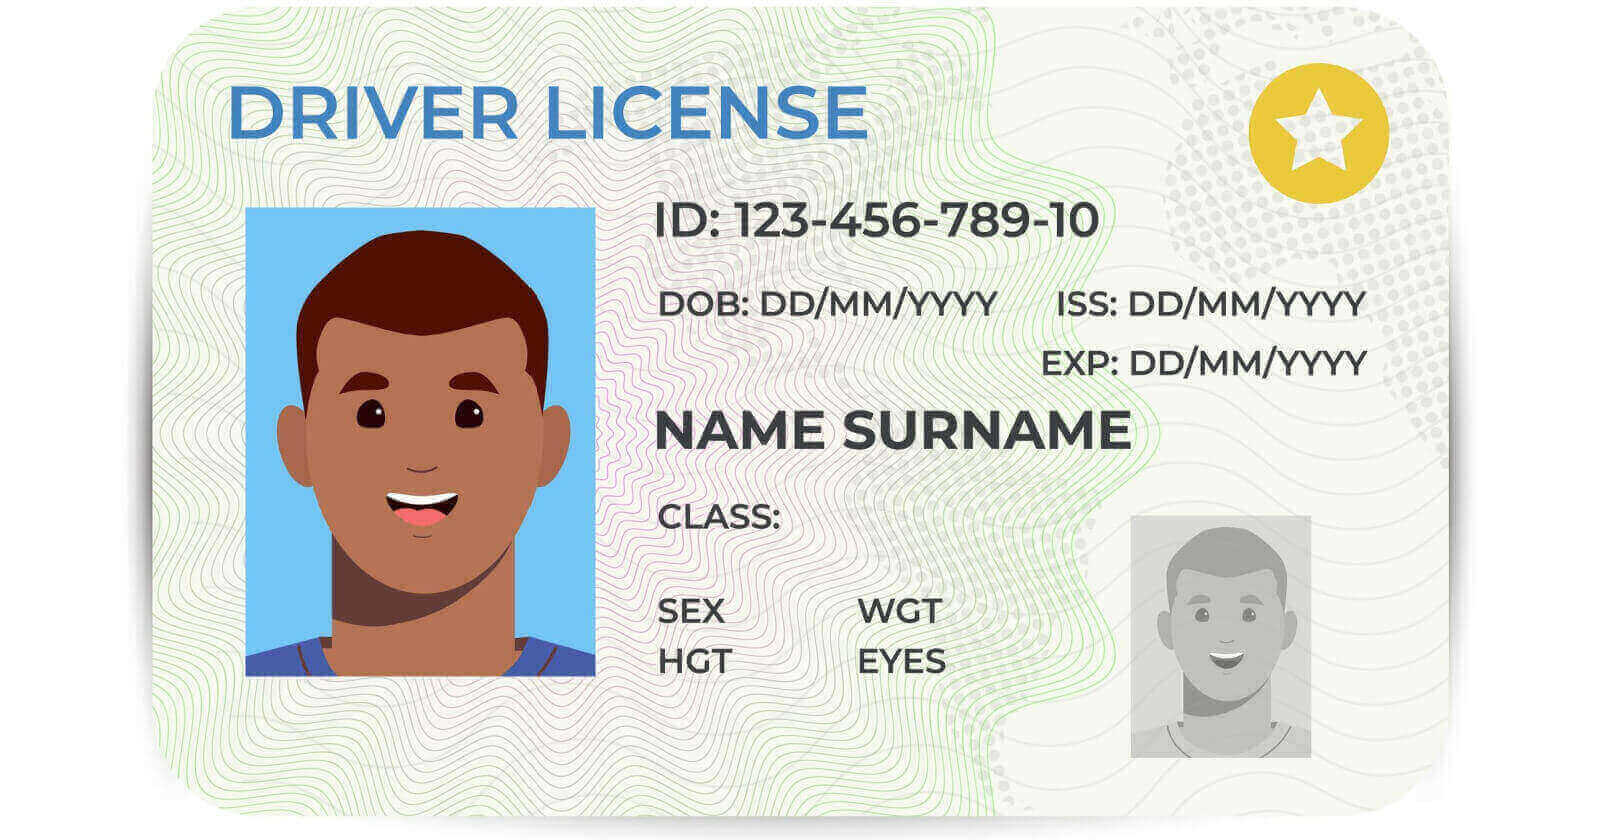 DRIVER LICENSE
ID: 123-456-789-10
DOB: DD/MM/YYYY ISS: DD/MM/YYYY
EXP: DD/MM/YYYY
NAME SURNAME
CLASS:
SEX WGT
HGT EYES